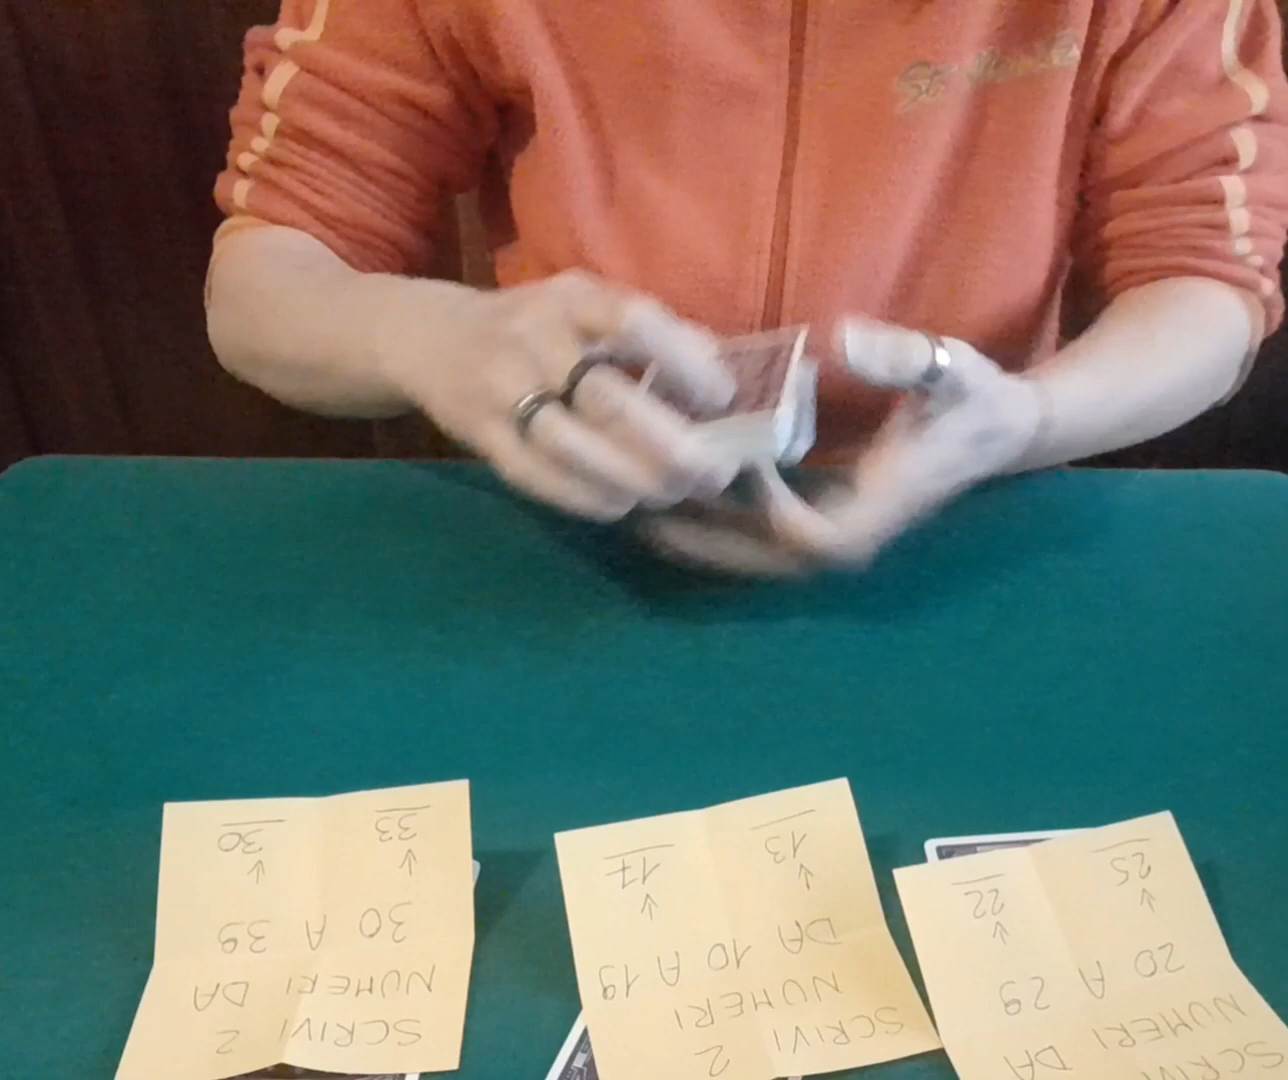 SCRIVI
NUMERI DA
20 A 29
↓ ↓
25 22
SCRIVI 2
NUMERI
DA 10 A 19
↓ ↓
13 17
SCRIVI 2
NUMERI DA
30 A 39
↓ ↓
33 30